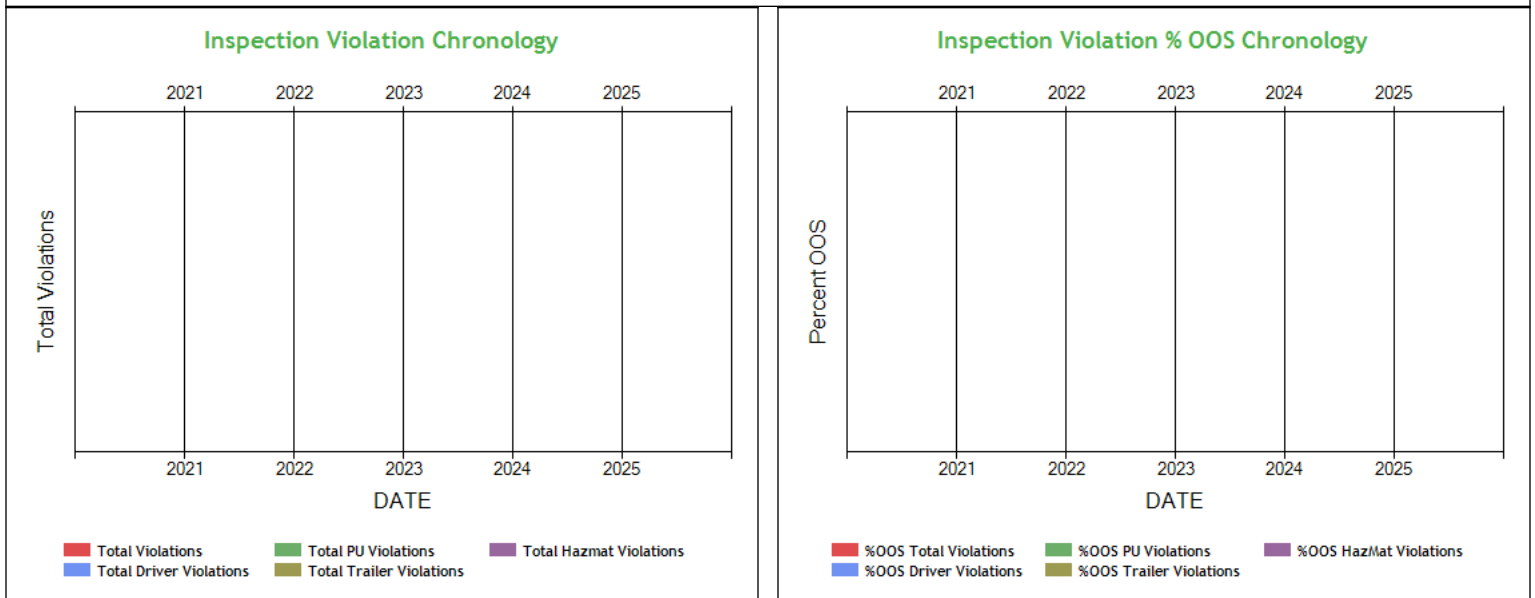 Inspection Violation Chronology
2021 2022 2023 2024 2025
Total Violations
2021 2022 2023 2024 2025
DATE
Total Violations Total PU Violations Total Hazmat Violations
Total Driver Violations Total Trailer Violations
Inspection Violation % OOS Chronology
2021 2022 2023 2024 2025
Percent OOS
2021 2022 2023 2024 2025
DATE
%OOS Total Violations %OOS PU Violations %OOS HazMat Violations
%OOS Driver Violations %OOS Trailer Violations